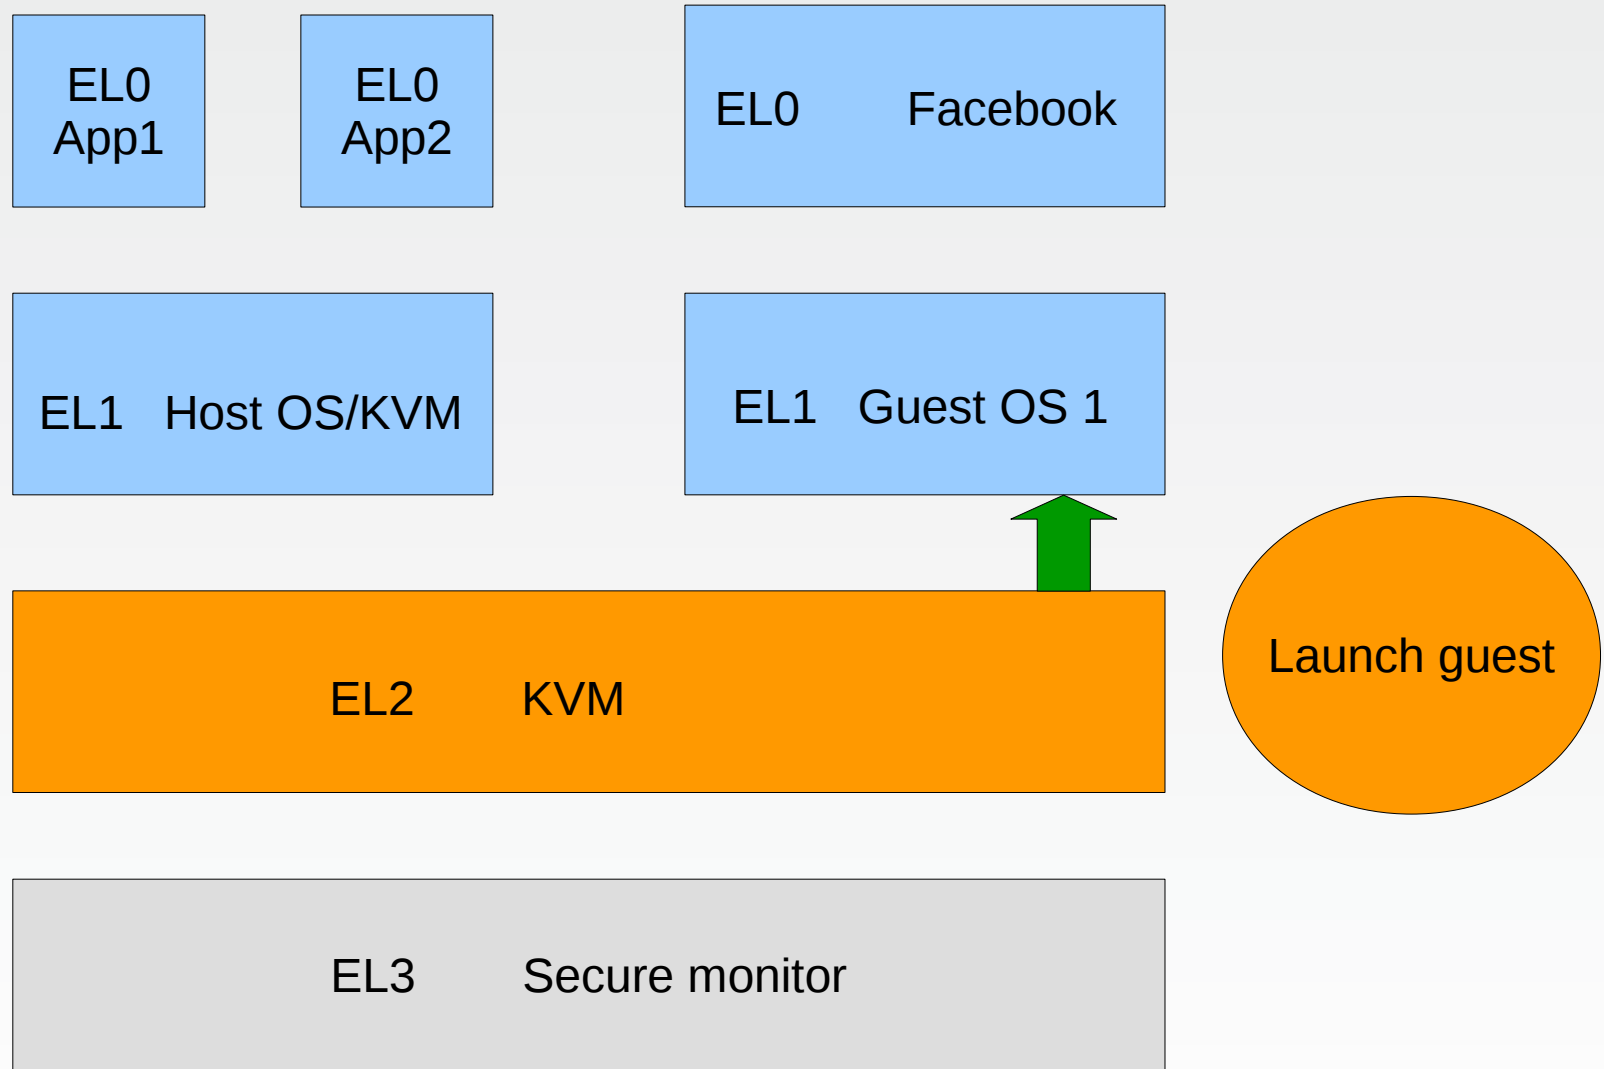 EL0
App1
EL0
App2
EL0 Facebook
EL1 Host OS/KVM
EL1 Guest OS 1
EL2 KVM
Launch guest
EL3 Secure monitor